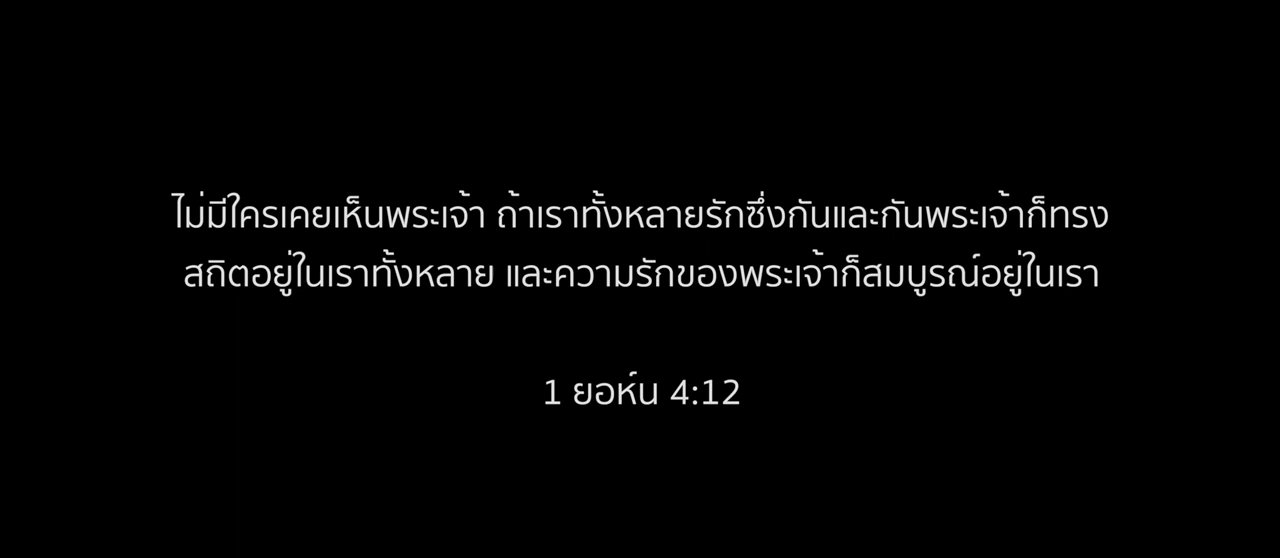 ไม่มีใครเคยเห็นพระเจ้า ถ้าเราทั้งหลายรักซึ่งกันและกันพระเจ้าก็ทรง
สถิตอยู่ในเราทั้งหลาย และความรักของพระเจ้าก็สมบูรณ์อยู่ในเรา
1 ยอห์น 4:12